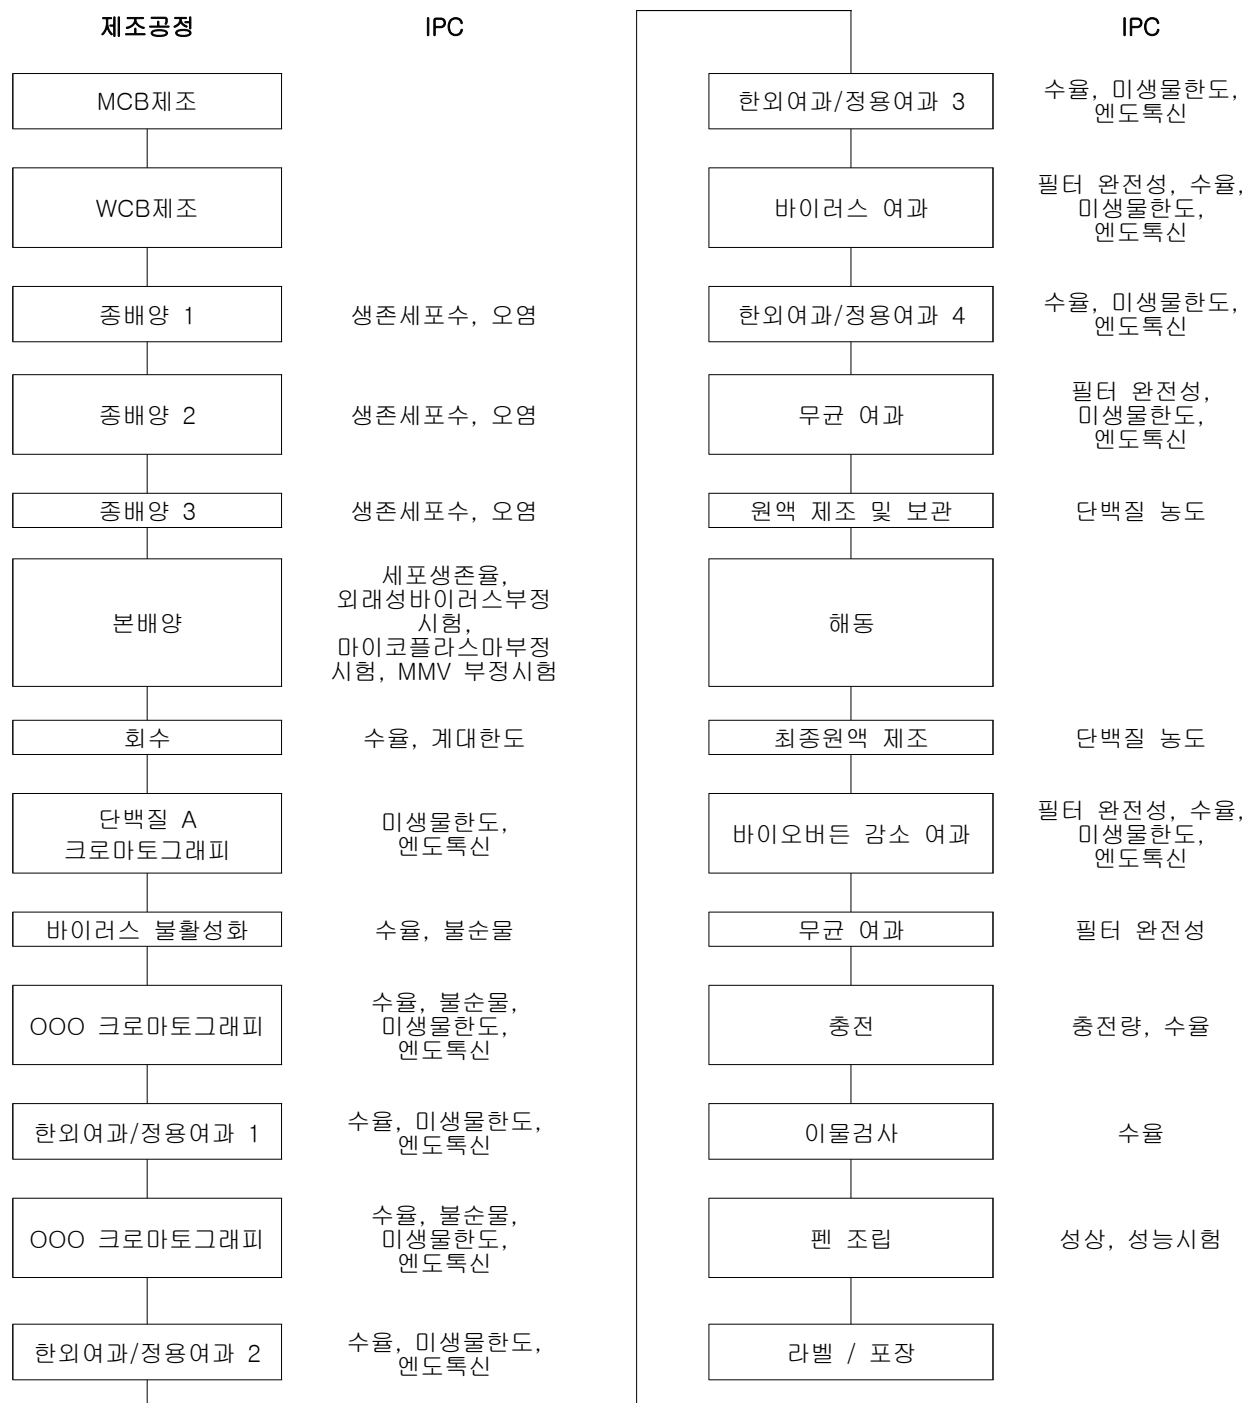 제조공정
IPC
MCB제조
WCB제조
종배양 1
생존세포수, 오염
종배양 2
생존세포수, 오염
종배양 3
생존세포수, 오염
본배양
세포생존율,
외래성바이러스부정
시험,
마이코플라스마부정
시험, MMV 부정시험
회수
수율, 계대한도
단백질 A
크로마토그래피
미생물한도,
엔도톡신
바이러스 불활성화
수율, 불순물
OOO 크로마토그래피
수율, 불순물,
미생물한도,
엔도톡신
한외여과/정용여과 1
수율, 미생물한도,
엔도톡신
OOO 크로마토그래피
수율, 불순물,
미생물한도,
엔도톡신
한외여과/정용여과 2
수율, 미생물한도,
엔도톡신
IPC
한외여과/정용여과 3
수율, 미생물한도,
엔도톡신
바이러스 여과
필터 완전성, 수율,
미생물한도,
엔도톡신
한외여과/정용여과 4
수율, 미생물한도,
엔도톡신
무균 여과
필터 완전성,
미생물한도,
엔도톡신
원액 제조 및 보관
단백질 농도
해동
최종원액 제조
단백질 농도
바이오버든 감소 여과
필터 완전성, 수율,
미생물한도,
엔도톡신
무균 여과
필터 완전성
충전
충전량, 수율
이물검사
수율
펜 조립
성상, 성능시험
라벨 / 포장